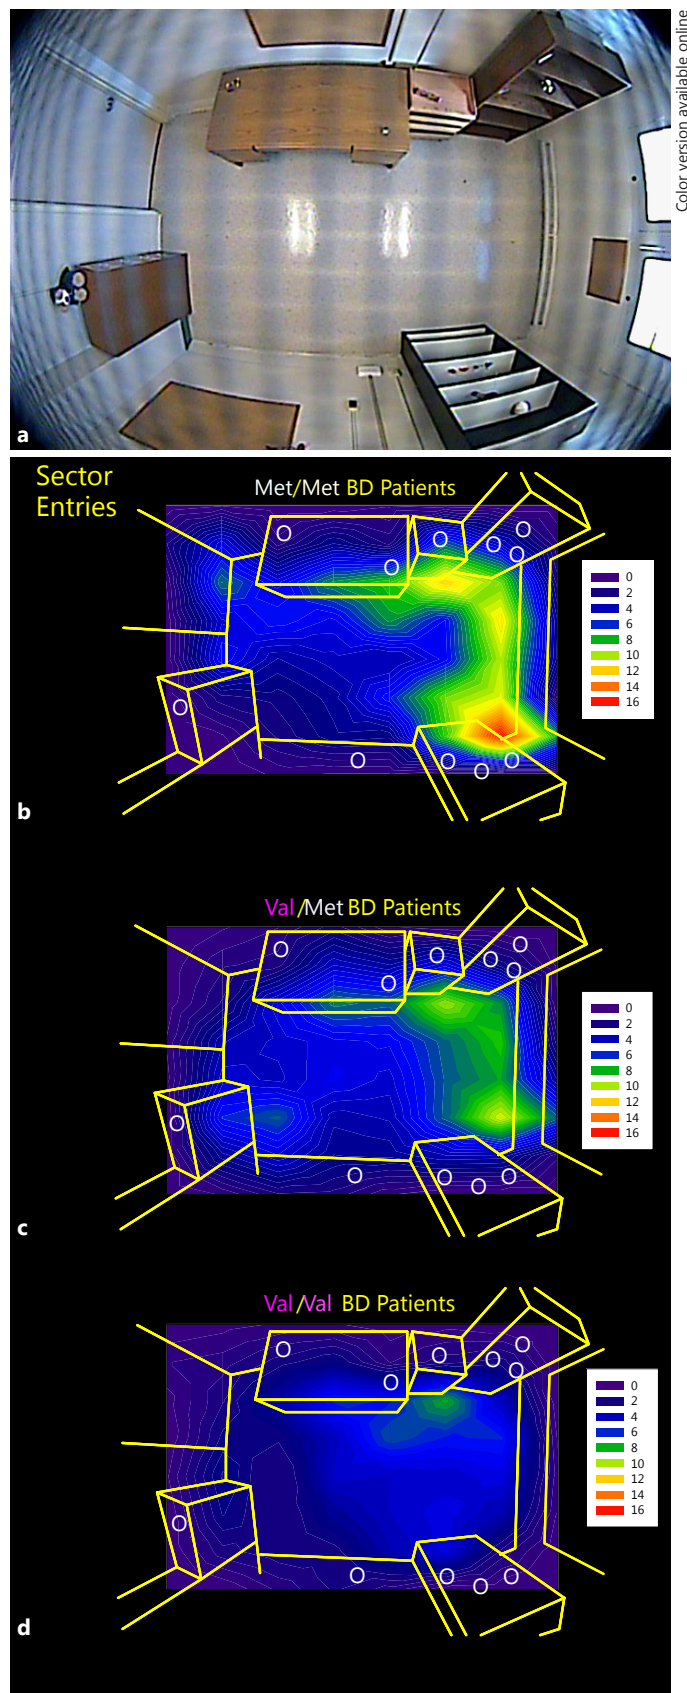 Color version available online
a
Sector
Entries
Met/Met BD Patients
O
O
O
O
O
O
0
2
4
6
8
10
12
14
16
O
O
O
O
O
b
Val/Met BD Patients
O
O
O
O
O
O
0
2
4
6
8
10
12
14
16
O
O
O
O
O
c
Val/Val BD Patients
O
O
O
O
O
O
0
2
4
6
8
10
12
14
16
O
O
O
O
O
d